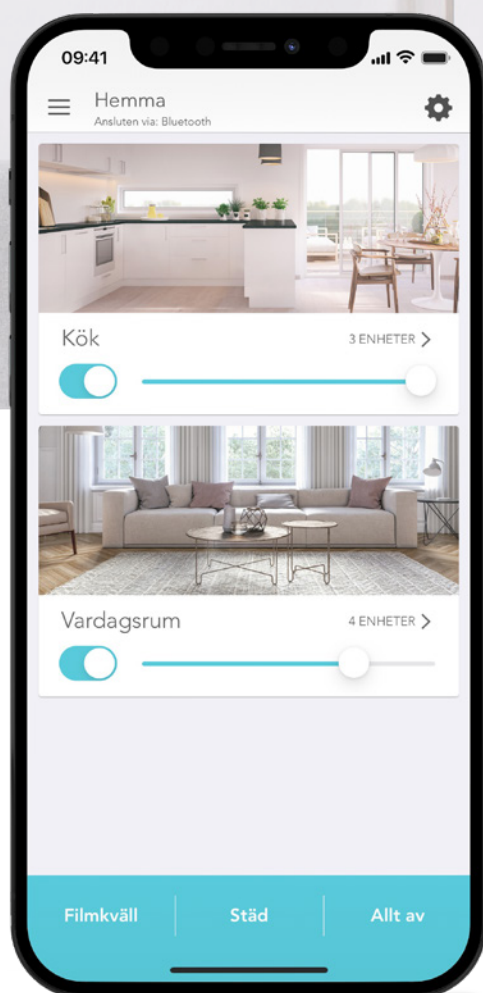 09:41
Hemma
Ansluten via: Bluetooth
Kök
3 ENHETER
Vardagsrum
4 ENHETER
Filmkväll
Städ
Allt av